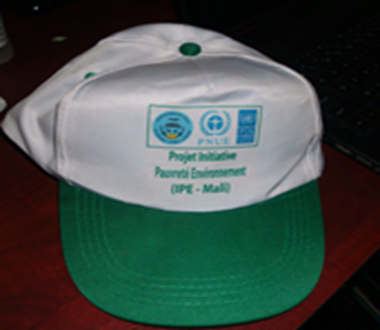 PNUE
Projet Initiative
Pauvreté Environnement
(IPE - Mali)